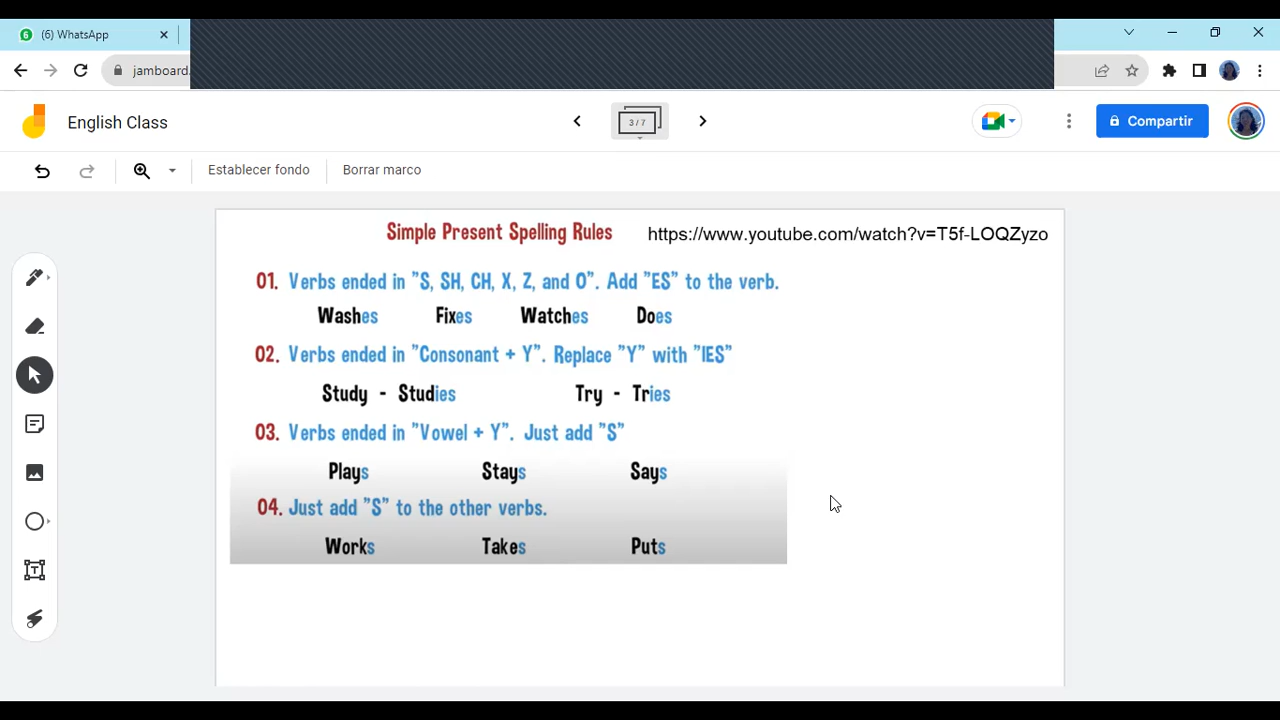 6 (6) WhatsApp
jamboard.
English Class
3 / 7
Compartir
Establecer fondo
Borrar marco
Simple Present Spelling Rules https://www.youtube.com/watch?v=T5f-LOQZyzo
01. Verbs ended in "S, SH, CH, X, Z, and O". Add "ES" to the verb.
Washes Fixes Watches Does
02. Verbs ended in "Consonant + Y". Replace "Y" with "IES"
Study - Studies Try - Tries
03. Verbs ended in "Vowel + Y". Just add "S"
Plays Stays Says
04. Just add "S" to the other verbs.
Works Takes Puts
T